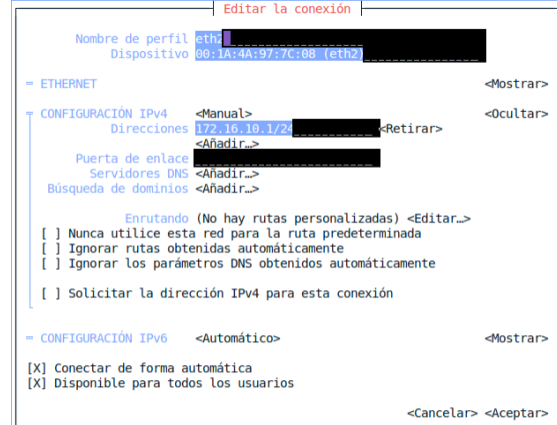 Editar la conexión
Nombre de perfil eth2
Dispositivo 00:1A:4A:97:7C:08 (eth2)
= ETHERNET <Mostrar>
= CONFIGURACIÓN IPv4 <Manual> <Ocultar>
Direcciones 172.16.10.1/24 <Retirar>
<Añadir…>
Puerta de enlace
Servidores DNS <Añadir…>
Búsqueda de dominios <Añadir…>
Enrutando (No hay rutas personalizadas) <Editar…>
[ ] Nunca utilice esta red para la ruta predeterminada
[ ] Ignorar rutas obtenidas automáticamente
[ ] Ignorar los parámetros DNS obtenidos automáticamente
[ ] Solicitar la dirección IPv4 para esta conexión
= CONFIGURACIÓN IPv6 <Automático> <Mostrar>
[X] Conectar de forma automática
[X] Disponible para todos los usuarios
<Cancelar> <Aceptar>